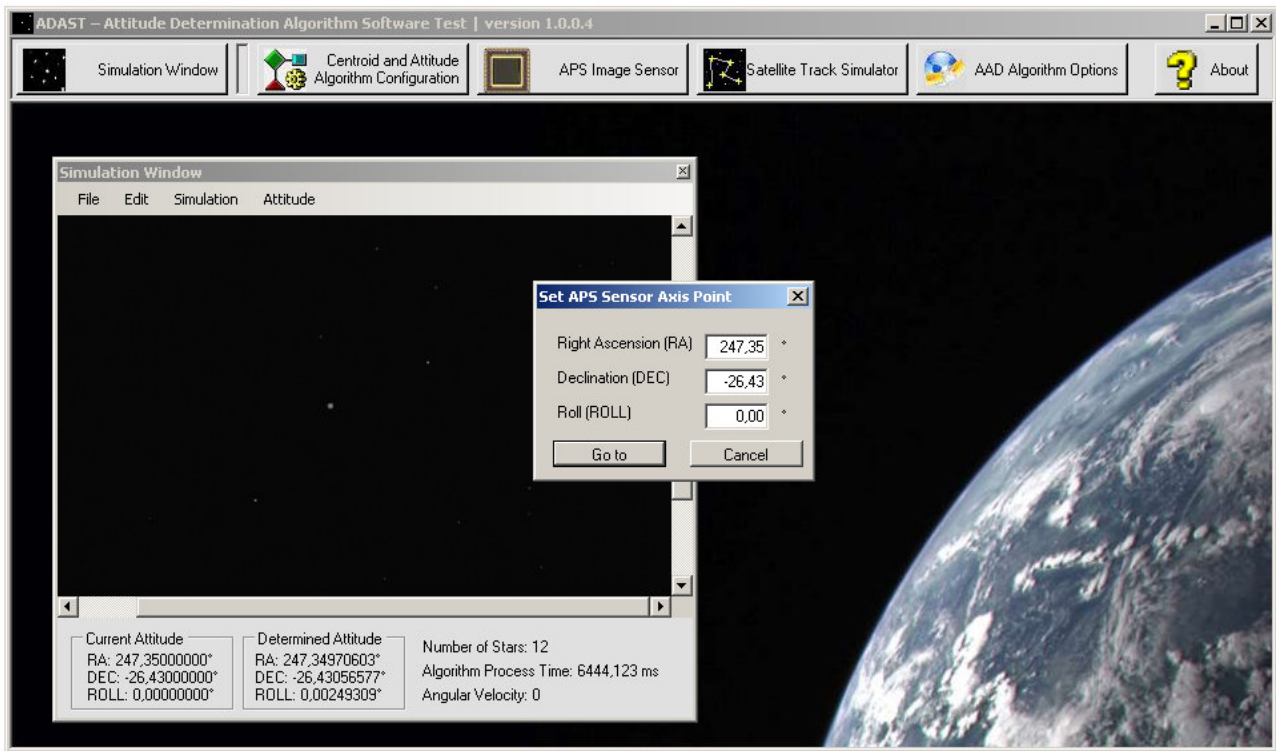 ADAST – Attitude Determination Algorithm Software Test | version 1.0.0.4
Simulation Window
Centroid and Attitude
Algorithm Configuration
APS Image Sensor
Satellite Track Simulator
AAD Algorithm Options
About
Simulation Window
File Edit Simulation Attitude
Set APS Sensor Axis Point
Right Ascension (RA) 247,35 °
Declination (DEC) -26,43 °
Roll (ROLL) 0,00 °
Go to Cancel
Current Attitude
RA: 247,35000000°
DEC: -26,43000000°
ROLL: 0,00000000°
Determined Attitude
RA: 247,34970603°
DEC: -26,43056577°
ROLL: 0,00249309°
Number of Stars: 12
Algorithm Process Time: 6444,123 ms
Angular Velocity: 0